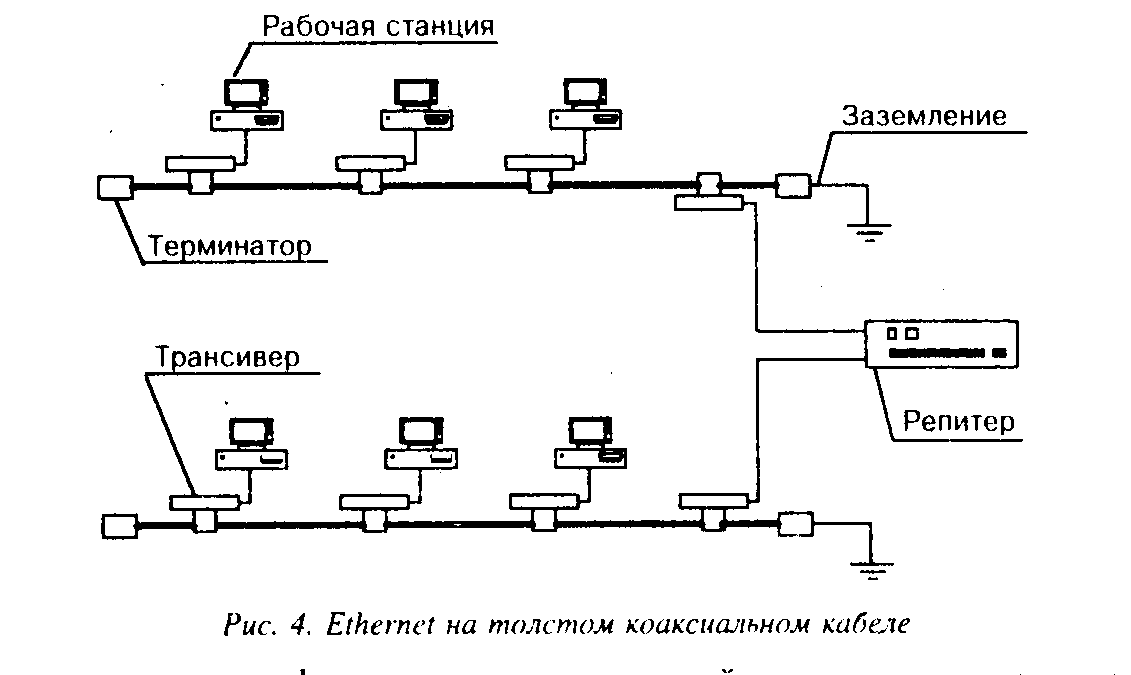 Рабочая станция
Заземление
Терминатор
Трансивер
Репитер
Рис. 4. Ethernet на толстом коаксиальном кабеле